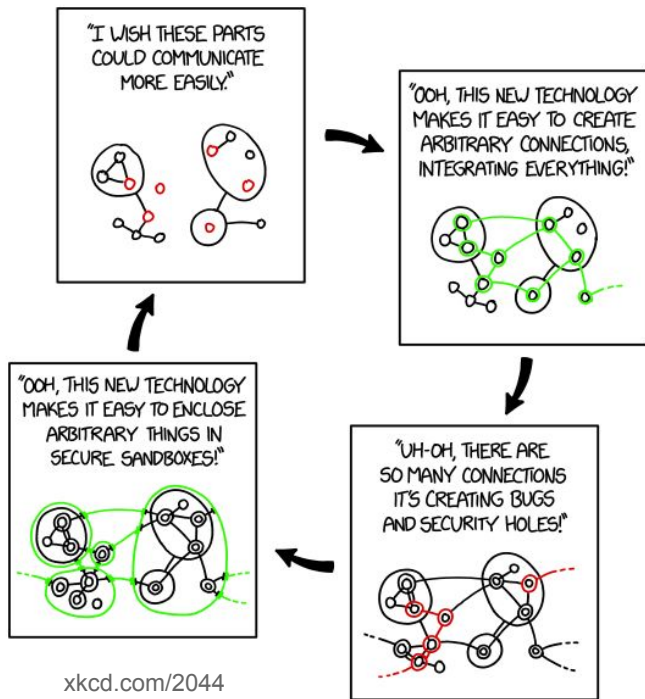 "I WISH THESE PARTS
COULD COMMUNICATE
MORE EASILY."
"OOH, THIS NEW TECHNOLOGY
MAKES IT EASY TO CREATE
ARBITRARY CONNECTIONS,
INTEGRATING EVERYTHING!"
"UH-OH, THERE ARE
SO MANY CONNECTIONS
IT'S CREATING BUGS
AND SECURITY HOLES!"
"OOH, THIS NEW TECHNOLOGY
MAKES IT EASY TO ENCLOSE
ARBITRARY THINGS IN
SECURE SANDBOXES!"
xkcd.com/2044